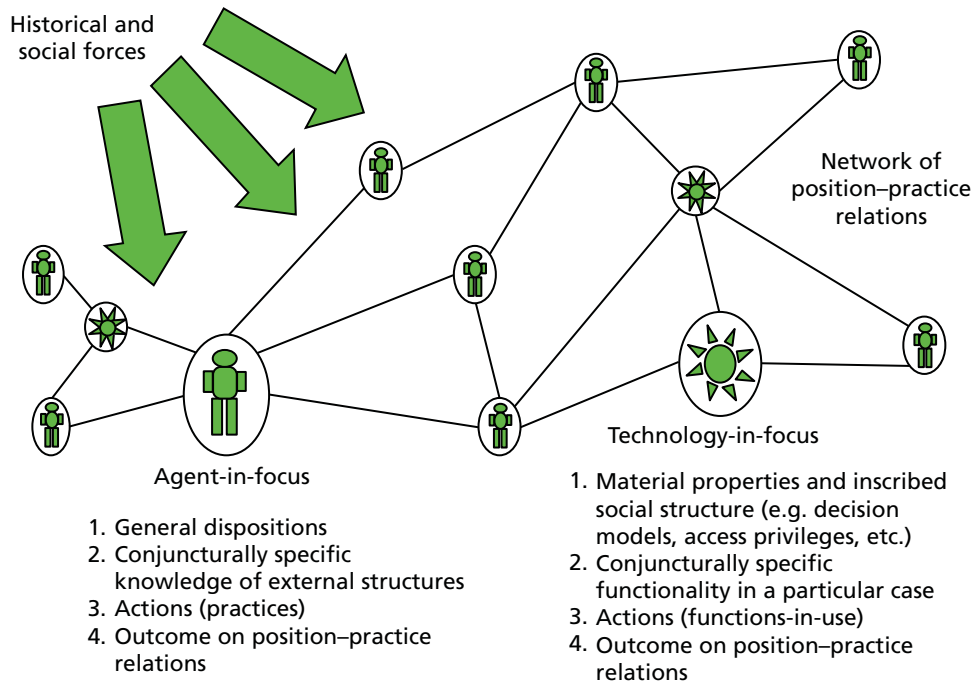 Historical and
social forces
Network of
position–practice
relations
Agent-in-focus
1. General dispositions
2. Conjuncturally specific
knowledge of external structures
3. Actions (practices)
4. Outcome on position–practice
relations
Technology-in-focus
1. Material properties and inscribed
social structure (e.g. decision
models, access privileges, etc.)
2. Conjuncturally specific
functionality in a particular case
3. Actions (functions-in-use)
4. Outcome on position–practice
relations